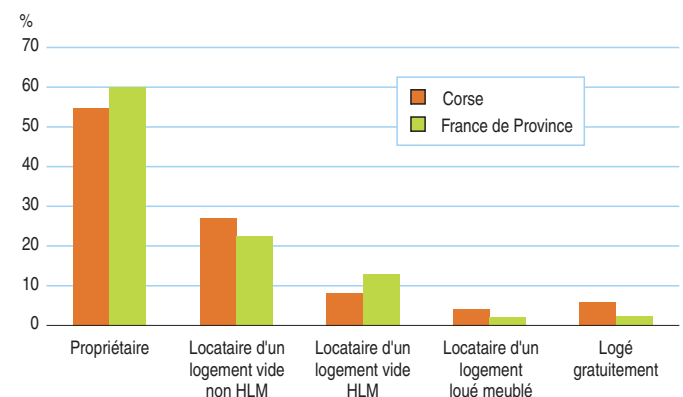 %
70
60
50
40
30
20
10
0
Corse
France de Province
Propriétaire
Locataire d'un
logement vide
non HLM
Locataire d'un
logement vide
HLM
Locataire d'un
logement
loué meublé
Logé
gratuitement